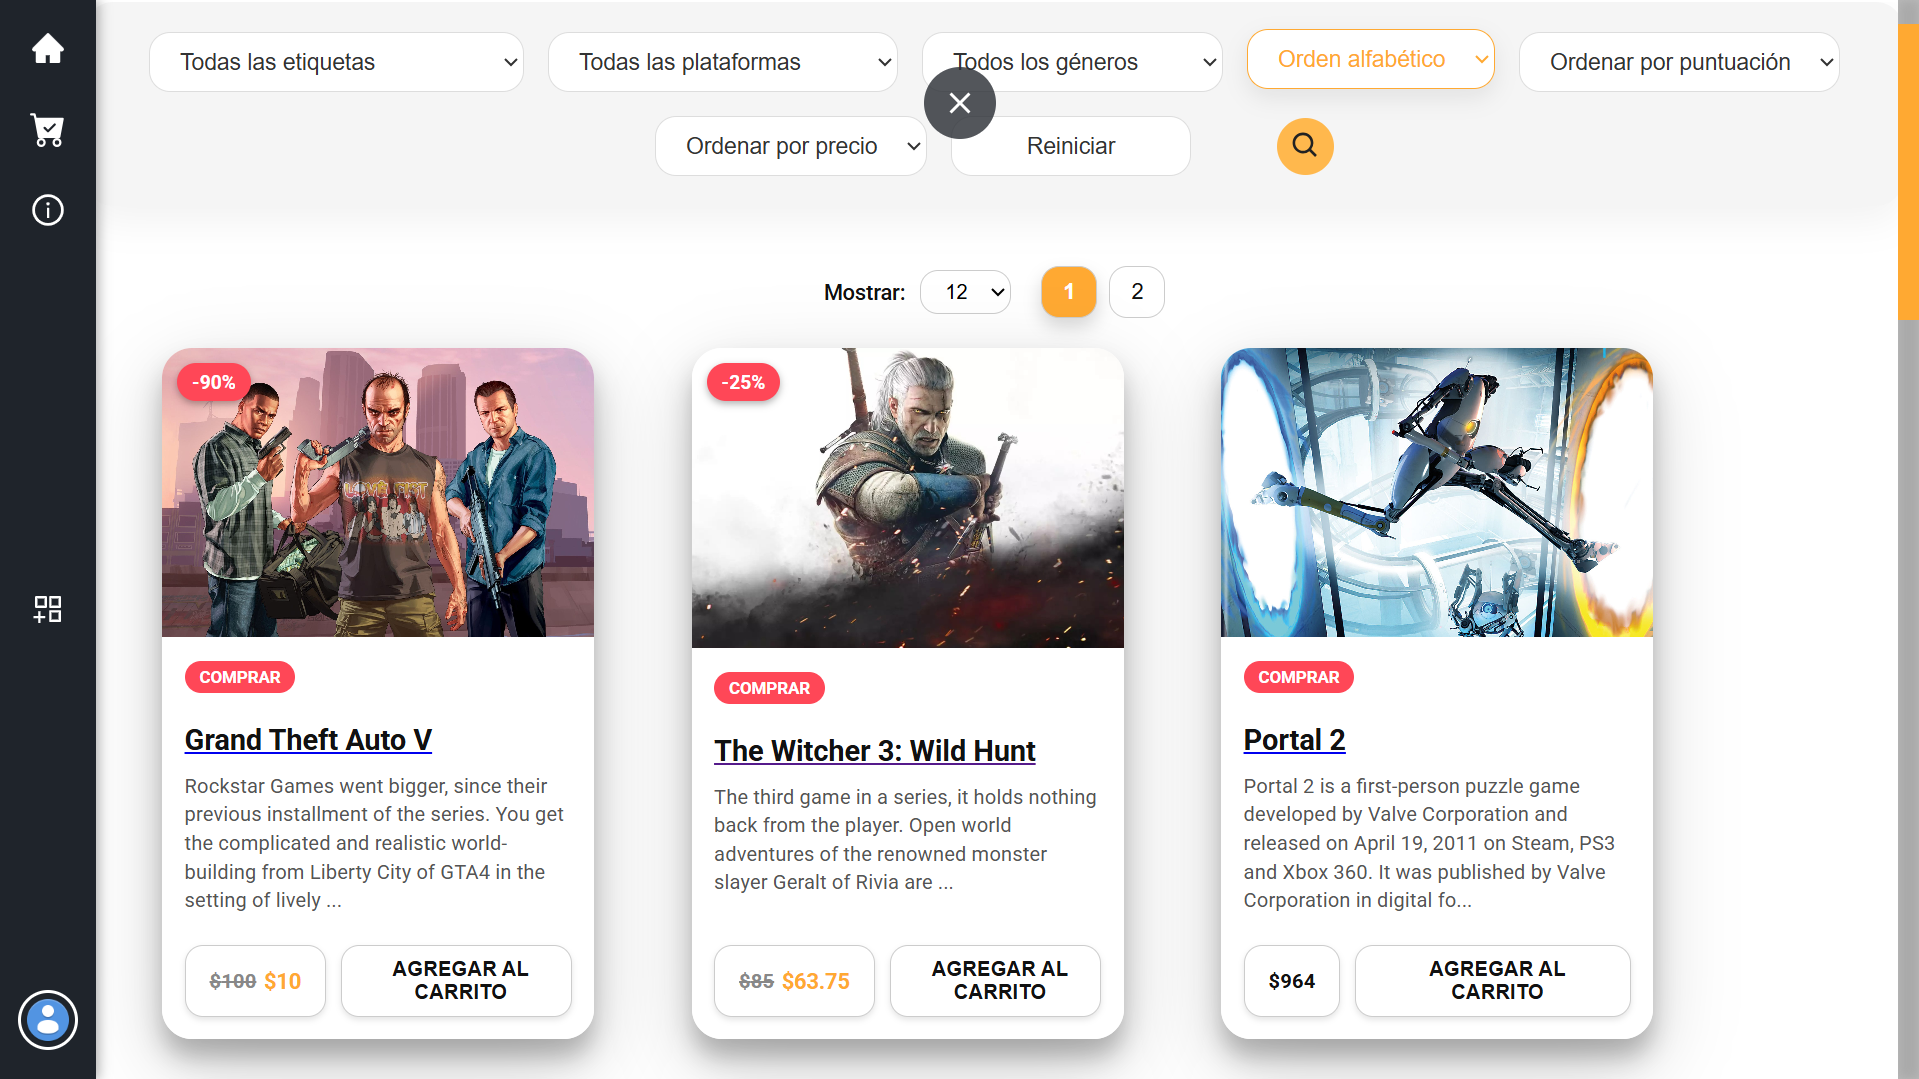 Todas las etiquetas
Todas las plataformas
Todos los géneros
Orden alfabético
Ordenar por puntuación
Ordenar por precio
Reiniciar
Mostrar:
12
1
2
-90%
COMPRAR
Grand Theft Auto V
Rockstar Games went bigger, since their
previous installment of the series. You get
the complicated and realistic world-
building from Liberty City of GTA4 in the
setting of lively ...
$100 $10
AGREGAR AL
CARRITO
-25%
COMPRAR
The Witcher 3: Wild Hunt
The third game in a series, it holds nothing
back from the player. Open world
adventures of the renowned monster
slayer Geralt of Rivia are ...
$85 $63.75
AGREGAR AL
CARRITO
COMPRAR
Portal 2
Portal 2 is a first-person puzzle game
developed by Valve Corporation and
released on April 19, 2011 on Steam, PS3
and Xbox 360. It was published by Valve
Corporation in digital fo...
$964
AGREGAR AL
CARRITO